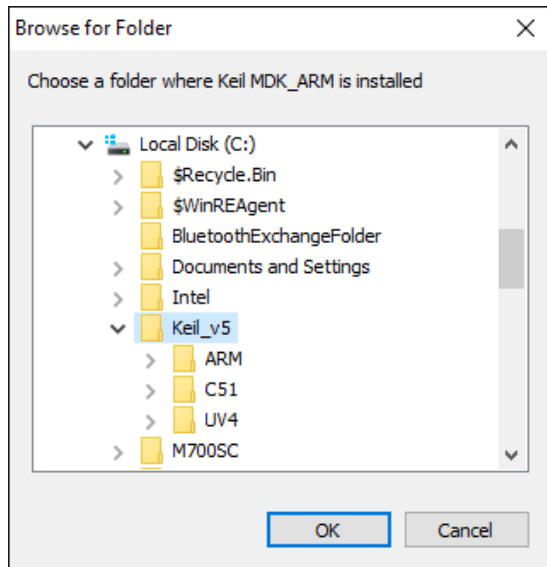 Browse for Folder
Choose a folder where Keil MDK_ARM is installed
Local Disk (C:)
$Recycle.Bin
$WinREAgent
BluetoothExchangeFolder
Documents and Settings
Intel
Keil_v5
ARM
C51
UV4
M700SC
OK Cancel